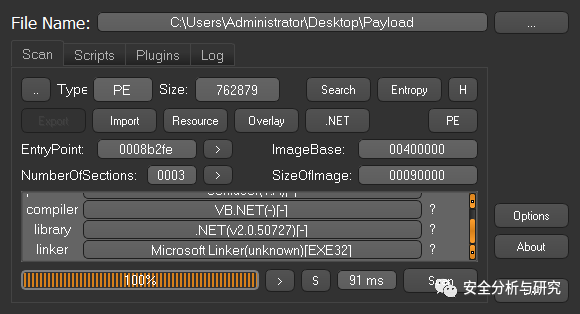 File Name: C:\Users\Administrator\Desktop\Payload ...
Scan Scripts Plugins Log
.. Type PE Size: 762879 Search Entropy H
Export Import Resource Overlay .NET PE
EntryPoint: 0008b2fe > ImageBase: 00400000
NumberOfSections: 0003 > SizeOfImage: 00090000
compiler VB.NET(-)[-] ?
library .NET(v2.0.50727)[-] ?
linker Microsoft Linker(unknown)[EXE32] ?
Options
About
100% > S 91 ms
安全分析与研究